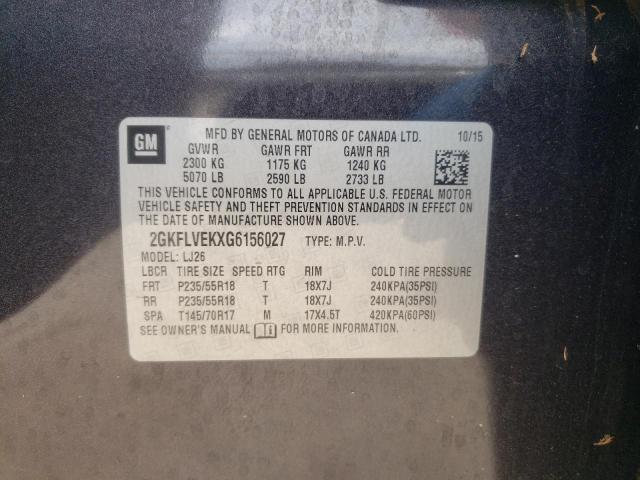 GM
MFD BY GENERAL MOTORS OF CANADA LTD. 10/15
GVWR GAWR FRT GAWR RR
2300 KG 1175 KG 1240 KG
5070 LB 2590 LB 2733 LB
THIS VEHICLE CONFORMS TO ALL APPLICABLE U.S. FEDERAL MOTOR
VEHICLE SAFETY AND THEFT PREVENTION STANDARDS IN EFFECT ON
THE DATE OF MANUFACTURE SHOWN ABOVE.
2GKFLVEKXG6156027 TYPE: M.P.V.
MODEL: LJ26
LBCR TIRE SIZE SPEED RTG RIM COLD TIRE PRESSURE
FRT P235/55R18 T 18X7J 240KPA(35PSI)
RR P235/55R18 T 18X7J 240KPA(35PSI)
SPA T145/70R17 M 17X4.5T 420KPA(60PSI)
SEE OWNER'S MANUAL FOR MORE INFORMATION.